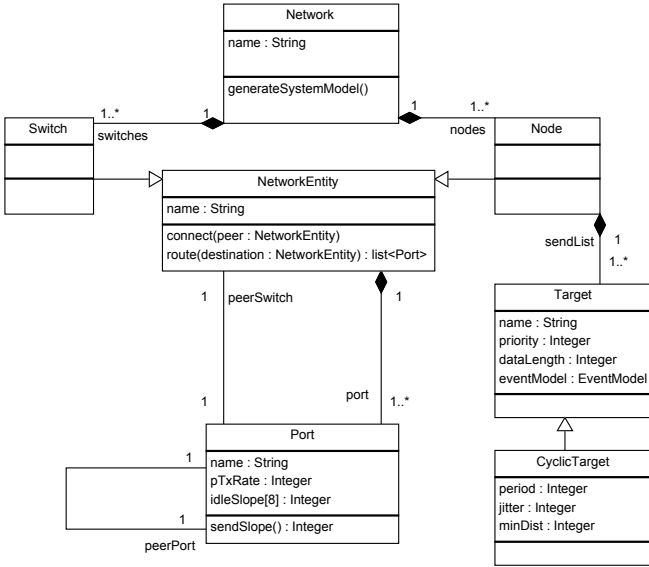 Network
name : String
generateSystemModel()
1..*
switches
1
1
1..*
nodes
Switch
Node
NetworkEntity
name : String
connect(peer : NetworkEntity)
route(destination : NetworkEntity) : list<Port>
sendList
1
1..*
1
peerSwitch
1
Target
name : String
priority : Integer
dataLength : Integer
eventModel : EventModel
1
port
1..*
Port
name : String
pTxRate : Integer
idleSlope[8] : Integer
sendSlope() : Integer
1
1
peerPort
CyclicTarget
period : Integer
jitter : Integer
minDist : Integer